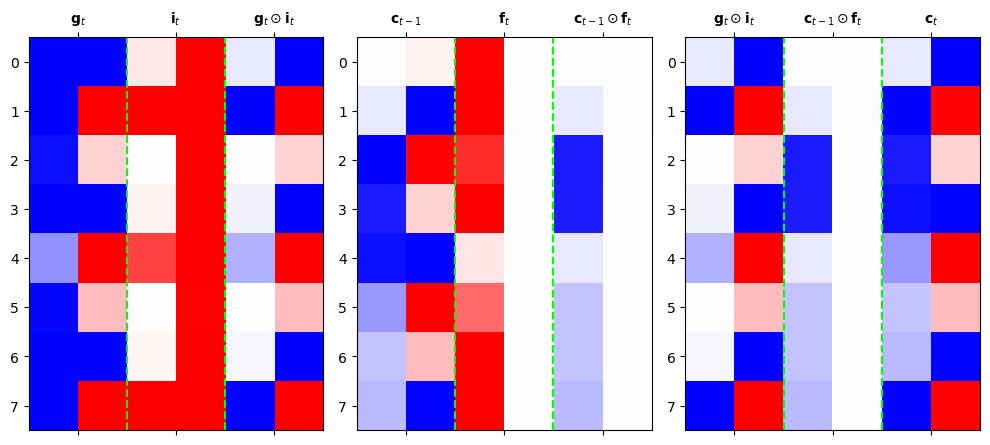 g_t i_t g_t ⊙ i_t c_{t−1} f_t c_{t−1} ⊙ f_t g_t ⊙ i_t c_{t−1} ⊙ f_t c_t
0 0 0
1 1 1
2 2 2
3 3 3
4 4 4
5 5 5
6 6 6
7 7 7